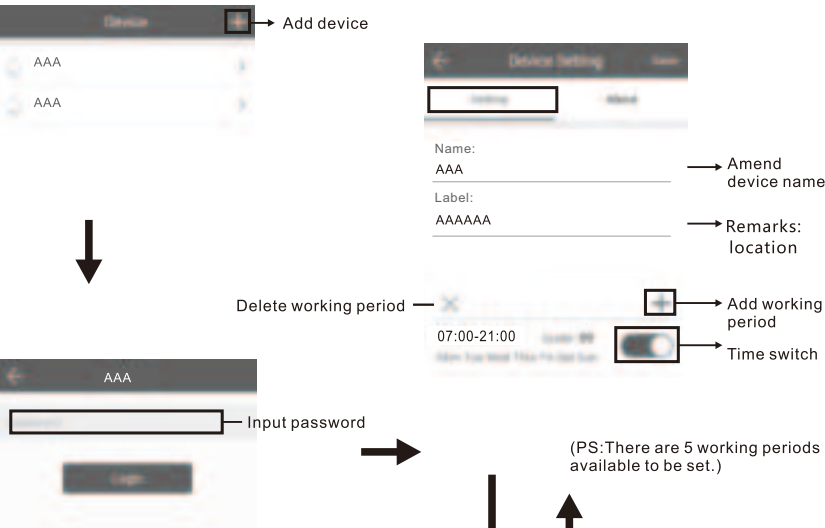 Device
Add device
AAA
AAA
Device Setting
About
Name:
AAA
Amend
device name
Label:
AAAAAA
Remarks:
location
Delete working period
Add working
period
07:00-21:00
Time switch
AAA
Input password
Login
(PS:There are 5 working periods
available to be set.)